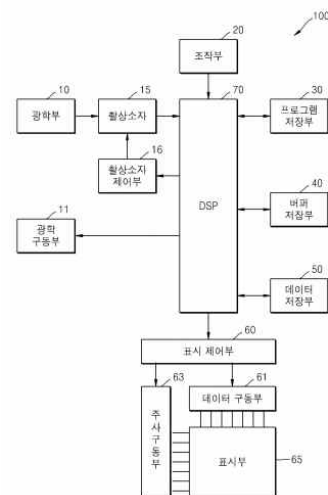 100
20
조작부
10
15
70
30
광학부
촬상소자
프로그램
저장부
16
촬상소자
제어부
DSP
40
버퍼
저장부
11
광학
구동부
50
데이터
저장부
60
표시 제어부
63
61
주사구동부
데이터 구동부
표시부
65